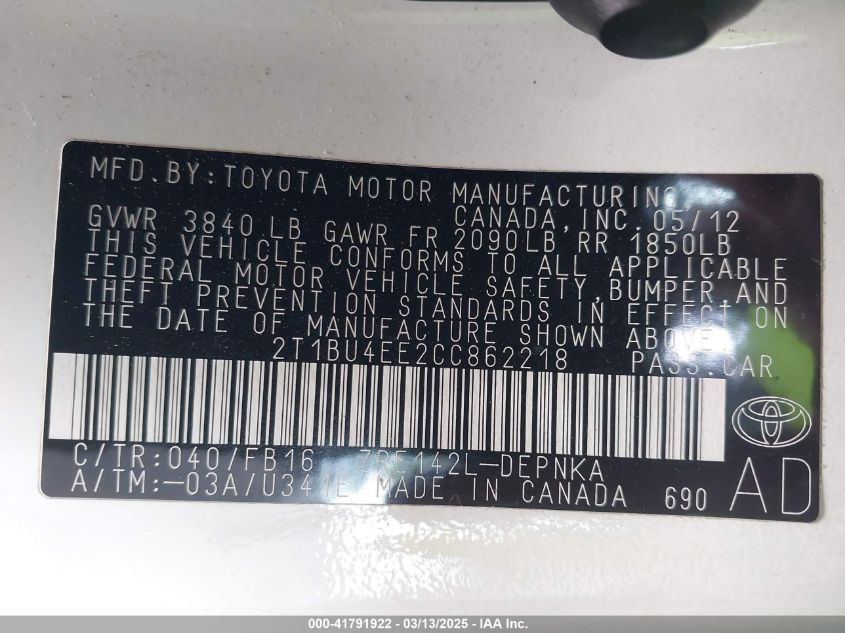 MFD.BY:TOYOTA MOTOR MANUFACTURING,
CANADA,INC.05/12
GVWR 3840LB GAWR FR 2090LB RR 1850LB
THIS VEHICLE CONFORMS TO ALL APPLICABLE
FEDERAL MOTOR VEHICLE SAFETY,BUMPER,AND
THEFT PREVENTION STANDARDS IN EFFECT ON
THE DATE OF MANUFACTURE SHOWN ABOVE.
2T1BU4EE2CC862218 PASS.CAR
C/TR:040/FB16 ZRE142L-DEPNKA
A/TM:-03A/U341E MADE IN CANADA 690
AD
000-41791922 - 03/13/2025 - IAA Inc.